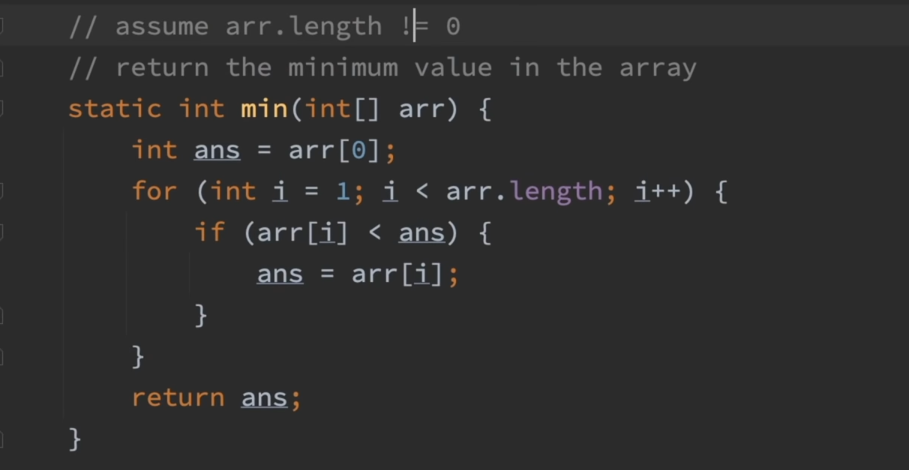 // assume arr.length != 0
// return the minimum value in the array
static int min(int[] arr) {
int ans = arr[0];
for (int i = 1; i < arr.length; i++) {
if (arr[i] < ans) {
ans = arr[i];
}
}
return ans;
}